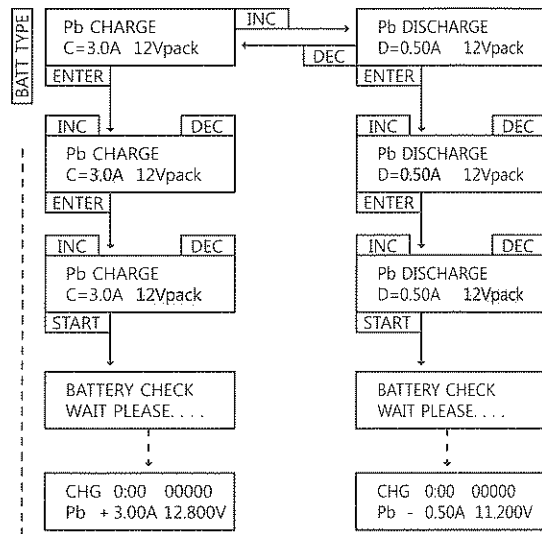 BATT TYPE
Pb CHARGE
C=3.0A 12Vpack
INC
DEC
Pb DISCHARGE
D=0.50A 12Vpack
ENTER
ENTER
INC DEC
Pb CHARGE
C=3.0A 12Vpack
ENTER
INC DEC
Pb DISCHARGE
D=0.50A 12Vpack
ENTER
INC DEC
Pb CHARGE
C=3.0A 12Vpack
START
INC DEC
Pb DISCHARGE
D=0.50A 12Vpack
START
BATTERY CHECK
WAIT PLEASE. . . .
BATTERY CHECK
WAIT PLEASE. . . .
CHG 0:00 00000
Pb + 3.00A 12.800V
CHG 0:00 00000
Pb - 0.50A 11.200V